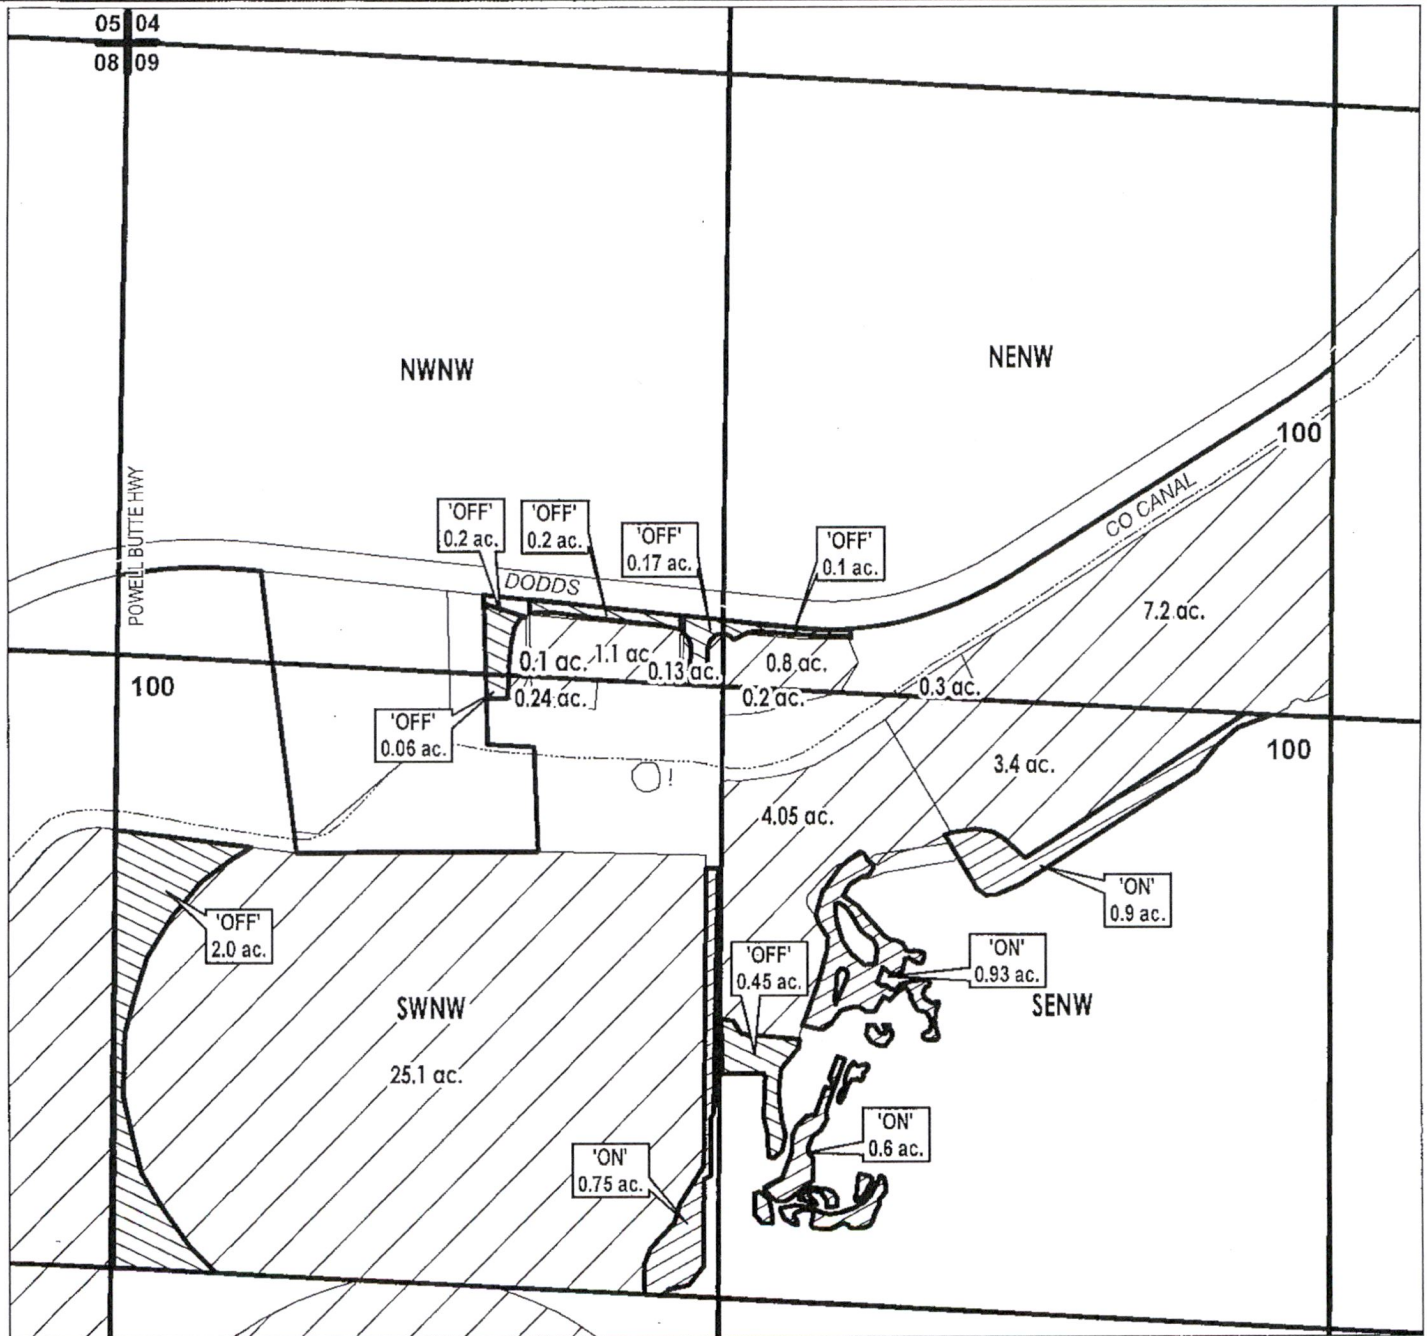 05 04
08 09
NWNW
NENW
100
CO CANAL
POWELL BUTTE HWY
'OFF'
0.2 ac.
'OFF'
0.2 ac.
'OFF'
0.17 ac.
'OFF'
0.1 ac.
DODDS
7.2 ac.
0.1 ac.
1.1 ac
0.13 ac.
0.8 ac.
100
0.24 ac.
0.2 ac.
0.3 ac.
'OFF'
0.06 ac.
100
3.4 ac.
!
4.05 ac.
'ON'
0.9 ac.
'OFF'
2.0 ac.
'OFF'
0.45 ac.
'ON'
0.93 ac.
SWNW
SENW
25.1 ac.
'ON'
0.6 ac.
'ON'
0.75 ac.